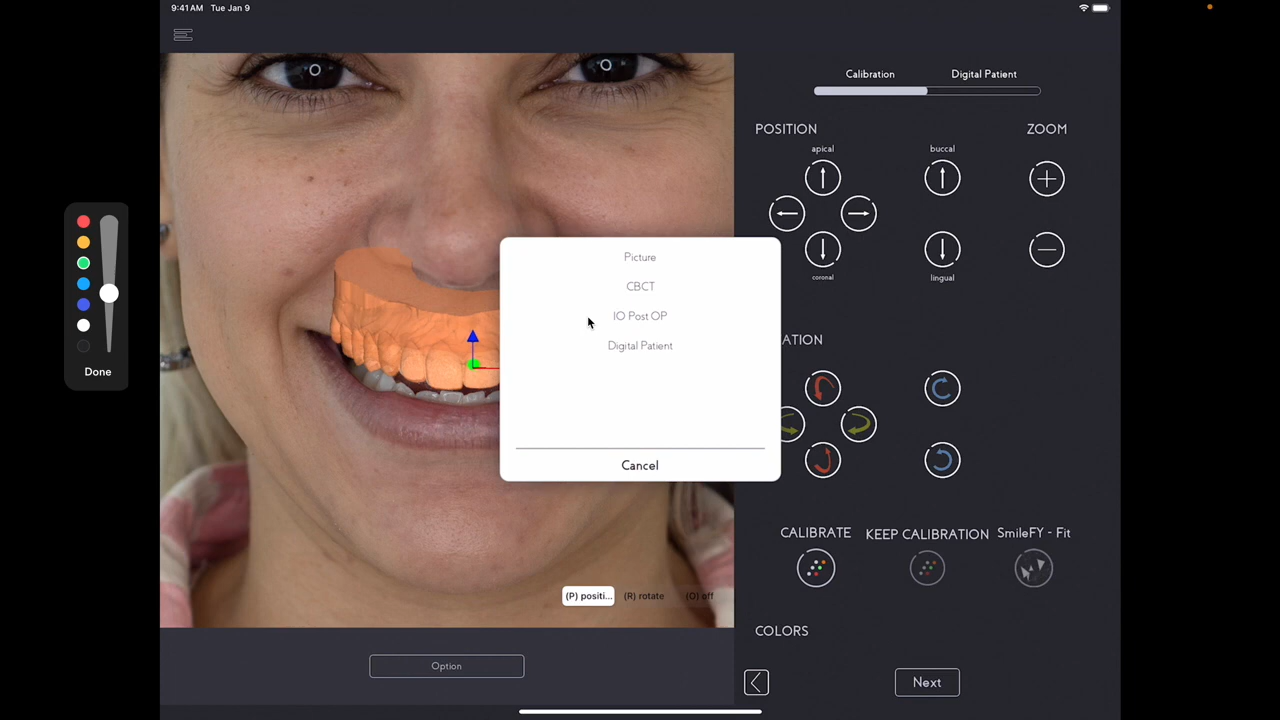 9:41 AM Tue Jan 9
Calibration Digital Patient
POSITION ZOOM
apical buccal
coronal lingual
Picture
CBCT
IO Post OP
Digital Patient
Cancel
ATION
Done
CALIBRATE KEEP CALIBRATION SmileFY - Fit
(P) positi... (R) rotate (O) off
COLORS
Option
Next